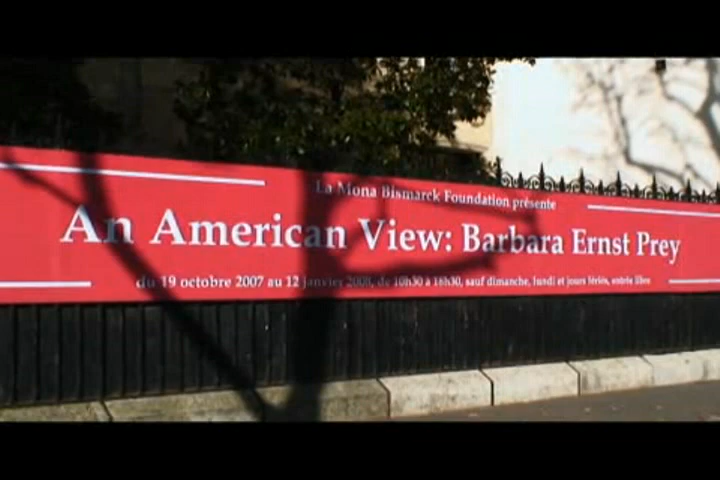 La Mona Bismarck Foundation présente
An American View: Barbara Ernst Prey
du 19 octobre 2007 au 12 janvier 2008, de 10h30 à 18h30, sauf dimanche, lundi et jours fériés, entrée libre